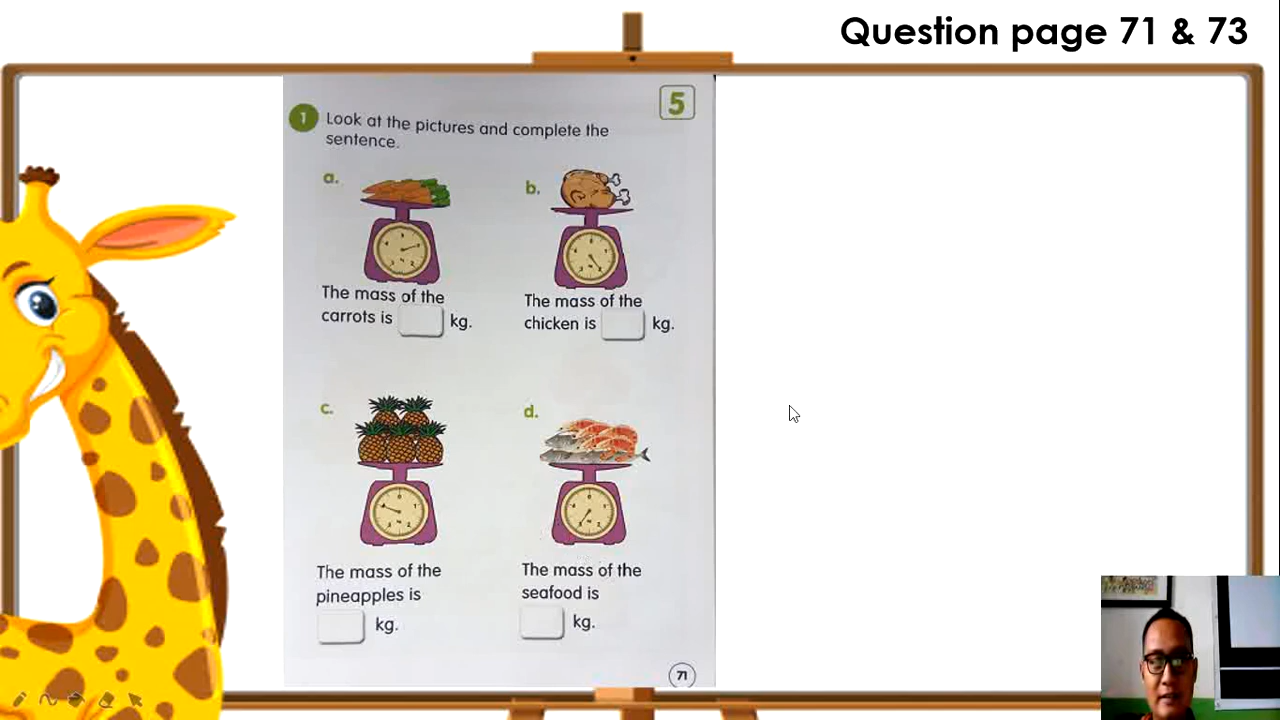 Question page 71 & 73
5
1 Look at the pictures and complete the
sentence.
a.
The mass of the
carrots is kg.
b.
The mass of the
chicken is kg.
c.
The mass of the
pineapples is
kg.
d.
The mass of the
seafood is
kg.
71